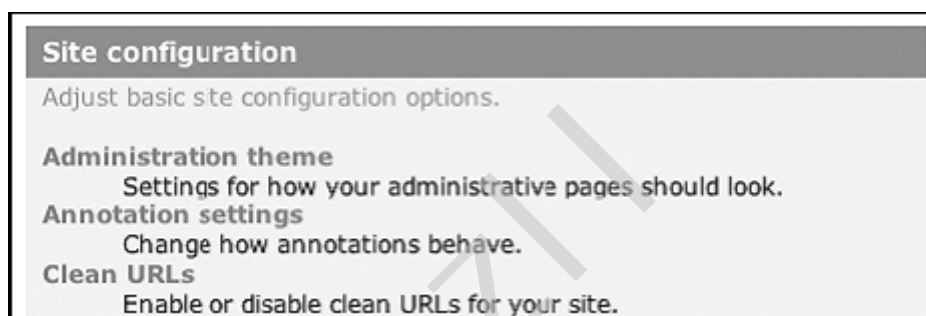 Site configuration
Adjust basic site configuration options.
Administration theme
Settings for how your administrative pages should look.
Annotation settings
Change how annotations behave.
Clean URLs
Enable or disable clean URLs for your site.